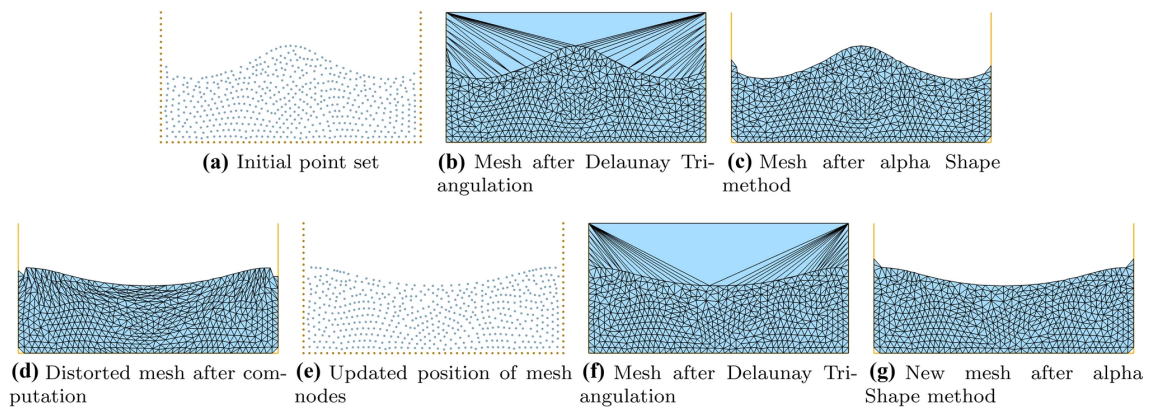 (a) Initial point set
(b) Mesh after Delaunay Tri-
angulation
(c) Mesh after alpha Shape
method
(d) Distorted mesh after com-
putation
(e) Updated position of mesh
nodes
(f) Mesh after Delaunay Tri-
angulation
(g) New mesh after alpha
Shape method